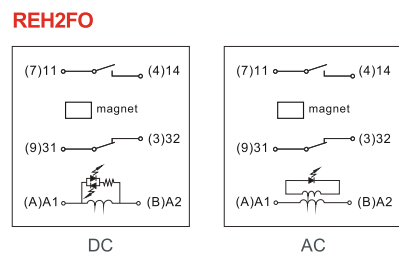 REH2FO
(7)11 (4)14 (7)11 (4)14
magnet magnet
(3)32 (3)32
(9)31 (9)31
(A)A1 (B)A2 (A)A1 (B)A2
DC AC